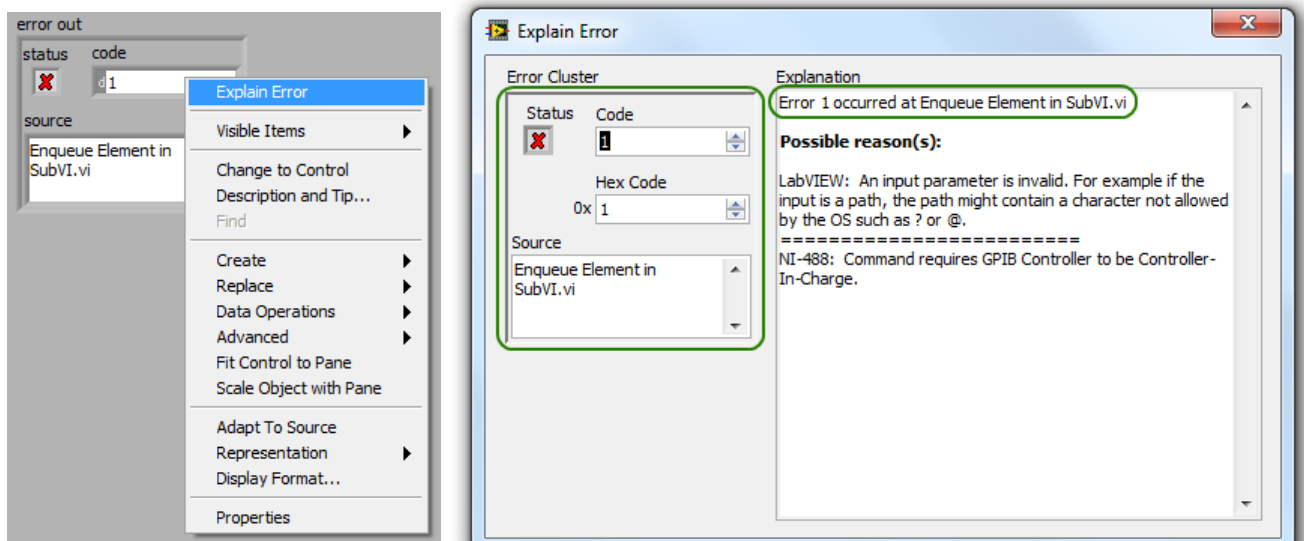 error out
status code
d 1
source
Enqueue Element in
SubVI.vi
Explain Error
Visible Items
Change to Control
Description and Tip...
Find
Create
Replace
Data Operations
Advanced
Fit Control to Pane
Scale Object with Pane
Adapt To Source
Representation
Display Format...
Properties
Explain Error
Error Cluster
Status Code
1
Hex Code
0x 1
Source
Enqueue Element in
SubVI.vi
Explanation
Error 1 occurred at Enqueue Element in SubVI.vi
Possible reason(s):
LabVIEW: An input parameter is invalid. For example if the
input is a path, the path might contain a character not allowed
by the OS such as ? or @.
=========================
NI-488: Command requires GPIB Controller to be Controller-
In-Charge.